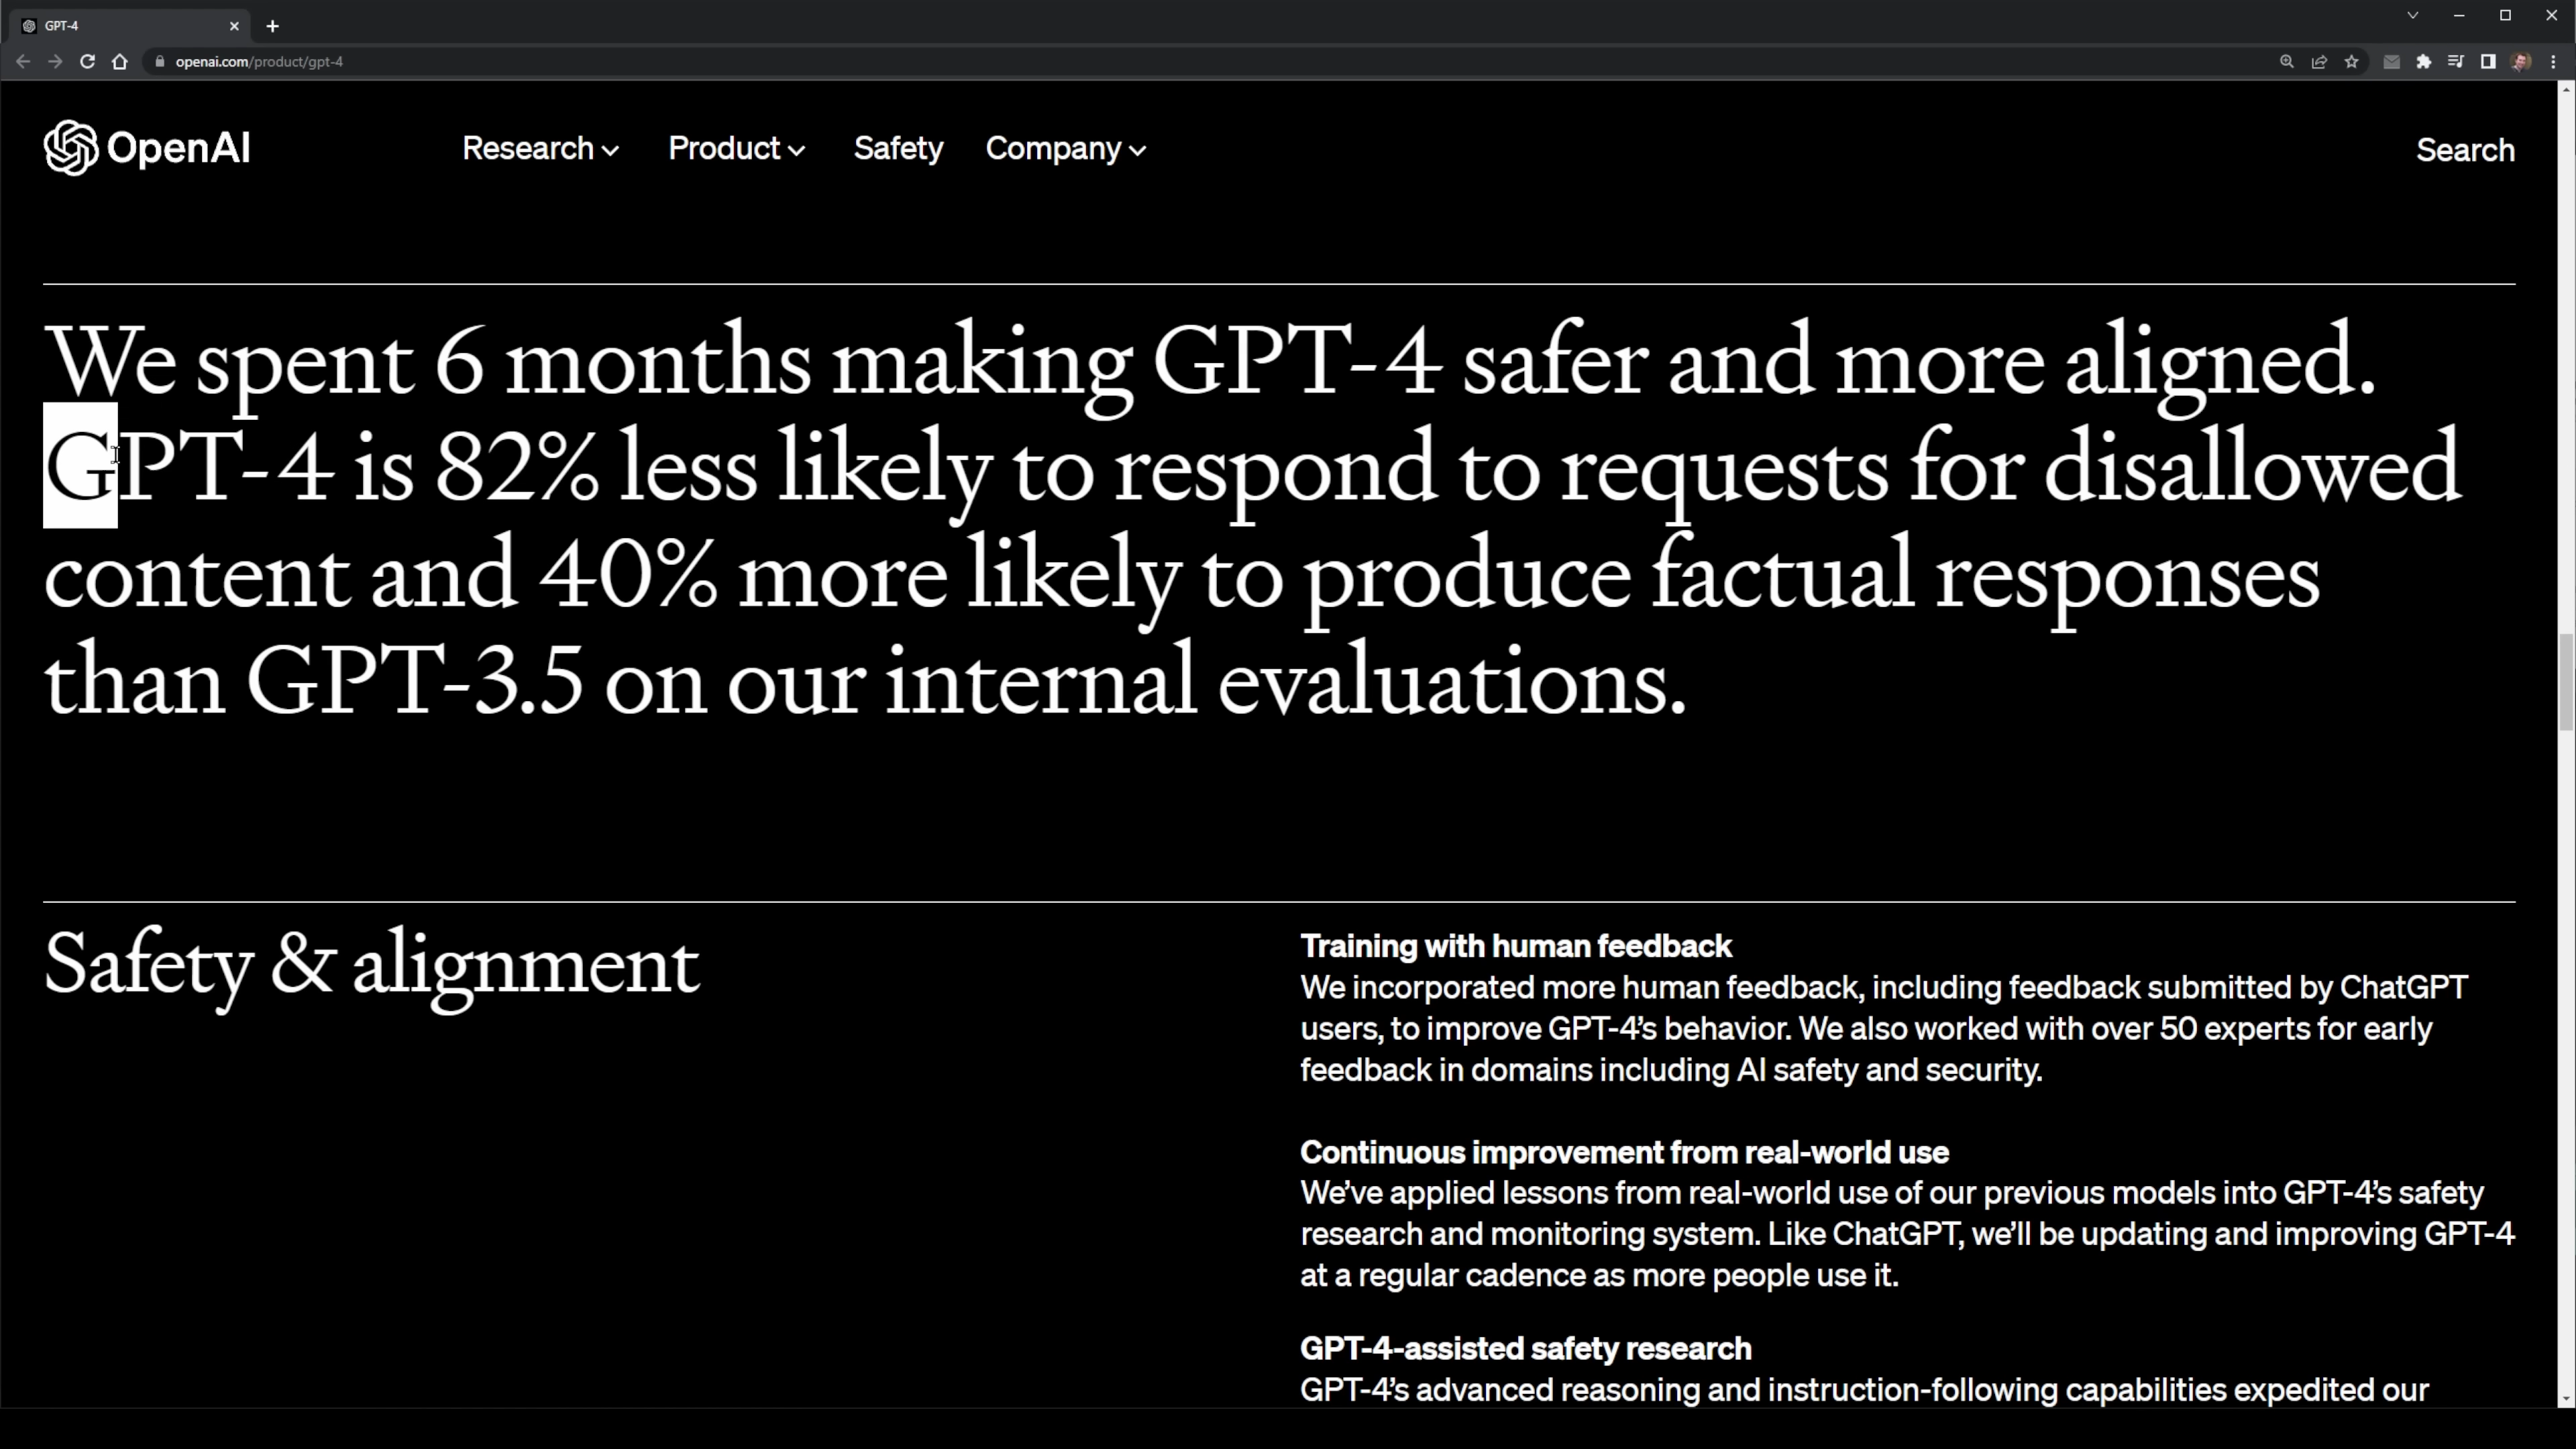 GPT-4
openai.com/product/gpt-4
OpenAI
Research
Product
Safety
Company
Search
We spent 6 months making GPT-4 safer and more aligned.
GPT-4 is 82% less likely to respond to requests for disallowed
content and 40% more likely to produce factual responses
than GPT-3.5 on our internal evaluations.
Safety & alignment
Training with human feedback
We incorporated more human feedback, including feedback submitted by ChatGPT
users, to improve GPT-4’s behavior. We also worked with over 50 experts for early
feedback in domains including AI safety and security.
Continuous improvement from real-world use
We’ve applied lessons from real-world use of our previous models into GPT-4’s safety
research and monitoring system. Like ChatGPT, we’ll be updating and improving GPT-4
at a regular cadence as more people use it.
GPT-4-assisted safety research
GPT-4’s advanced reasoning and instruction-following capabilities expedited our